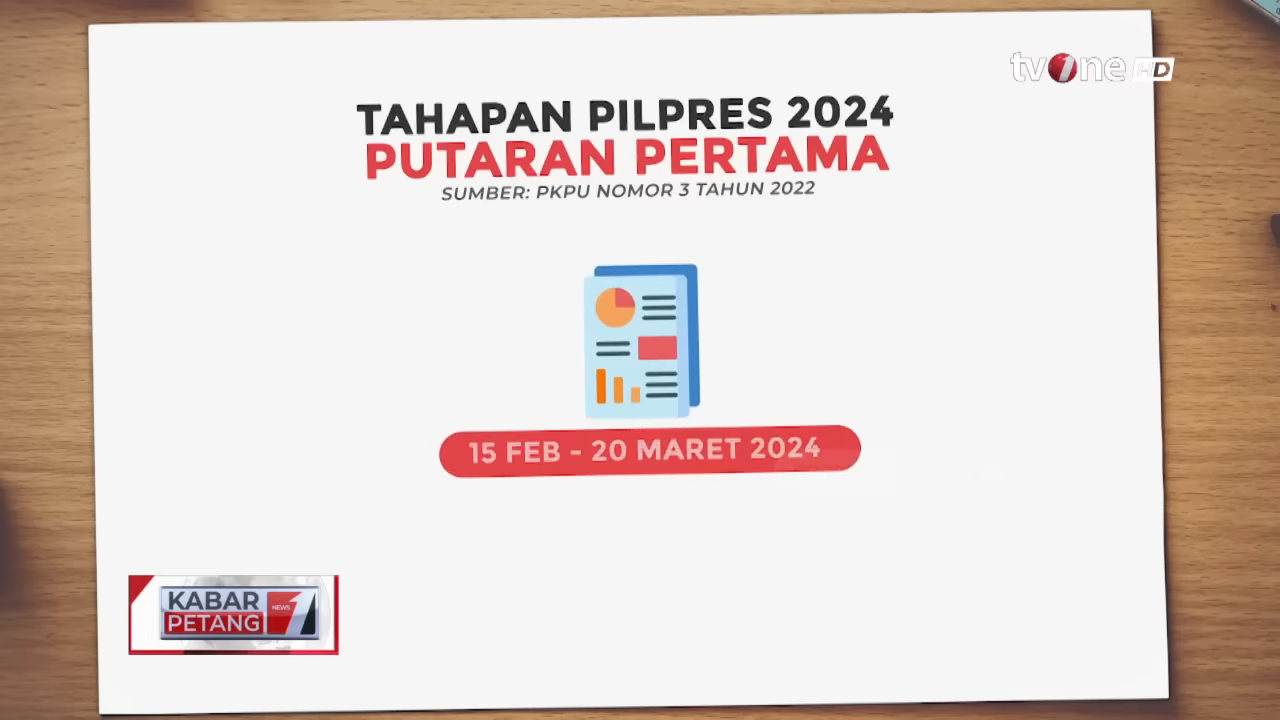 tvOne HD
TAHAPAN PILPRES 2024
PUTARAN PERTAMA
SUMBER: PKPU NOMOR 3 TAHUN 2022
15 FEB - 20 MARET 2024
KABAR
PETANG
NEWS 1